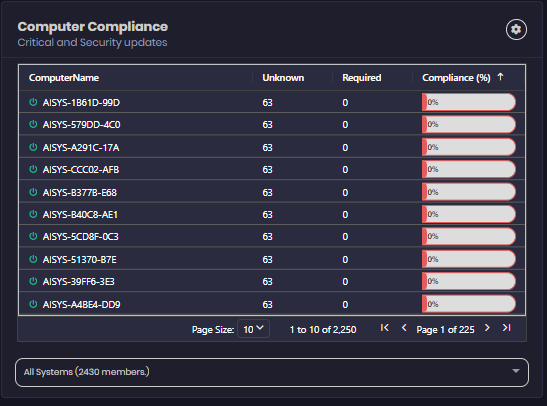 Computer Compliance
Critical and Security updates
ComputerName Unknown Required Compliance (%)
AISYS-1B61D-99D 63 0 0%
AISYS-579DD-4C0 63 0 0%
AISYS-A291C-17A 63 0 0%
AISYS-CCC02-AFB 63 0 0%
AISYS-B377B-E68 63 0 0%
AISYS-B40C8-AE1 63 0 0%
AISYS-5CD8F-0C3 63 0 0%
AISYS-51370-B7E 63 0 0%
AISYS-39FF6-3E3 63 0 0%
AISYS-A4BE4-DD9 63 0 0%
Page Size: 10 1 to 10 of 2,250 Page 1 of 225
All Systems (2430 members.)